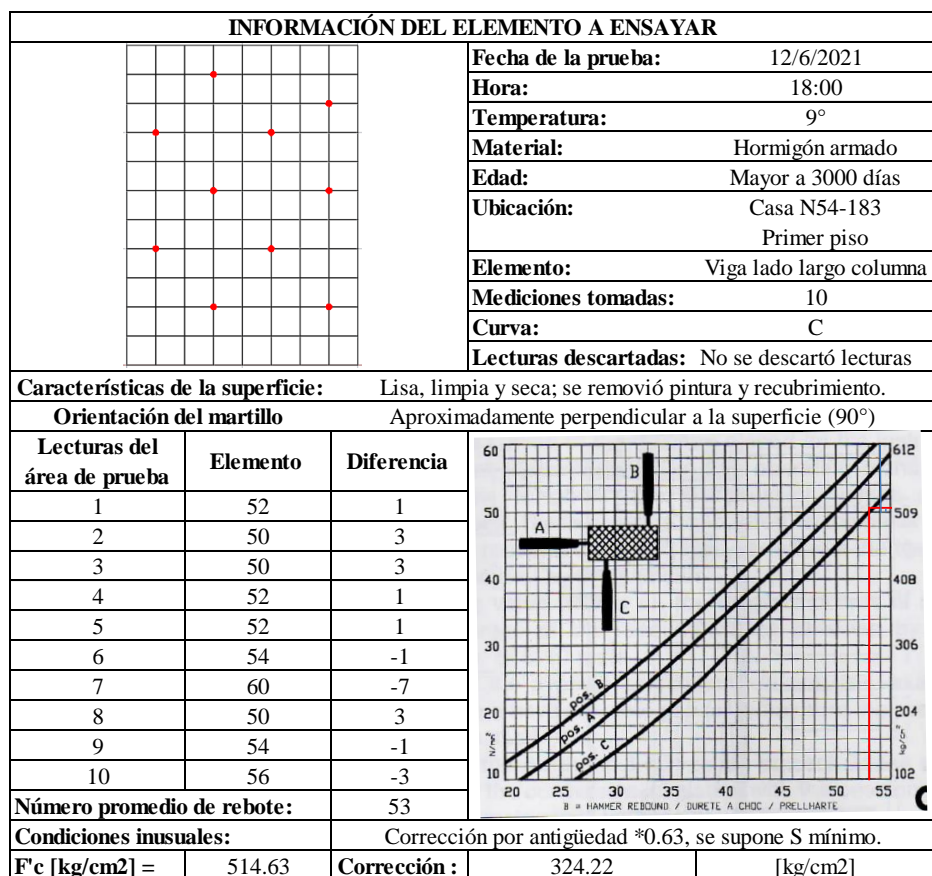 INFORMACIÓN DEL ELEMENTO A ENSAYAR
Fecha de la prueba: 12/6/2021
Hora: 18:00
Temperatura: 9°
Material: Hormigón armado
Edad: Mayor a 3000 días
Ubicación: Casa N54-183
Primer piso
Elemento: Viga lado largo columna
Mediciones tomadas: 10
Curva: C
Lecturas descartadas: No se descartó lecturas
Características de la superficie: Lisa, limpia y seca; se removió pintura y recubrimiento.
Orientación del martillo Aproximadamente perpendicular a la superficie (90°)
Lecturas del
área de prueba Elemento Diferencia
1 52 1
2 50 3
3 50 3
4 52 1
5 52 1
6 54 -1
7 60 -7
8 50 3
9 54 -1
10 56 -3
Número promedio de rebote: 53
60 612
B
50 509
A
40 408
C
30 306
pos. B
20 204
pos. A
N/m² kg/cm²
pos. C
10 102
20 25 30 35 40 45 50 55
B = HAMMER REBOUND / DURETE A CHOC / PRELLHARTE
Condiciones inusuales: Corrección por antigüedad *0.63, se supone S mínimo.
F'c [kg/cm2] = 514.63 Corrección : 324.22 [kg/cm2]